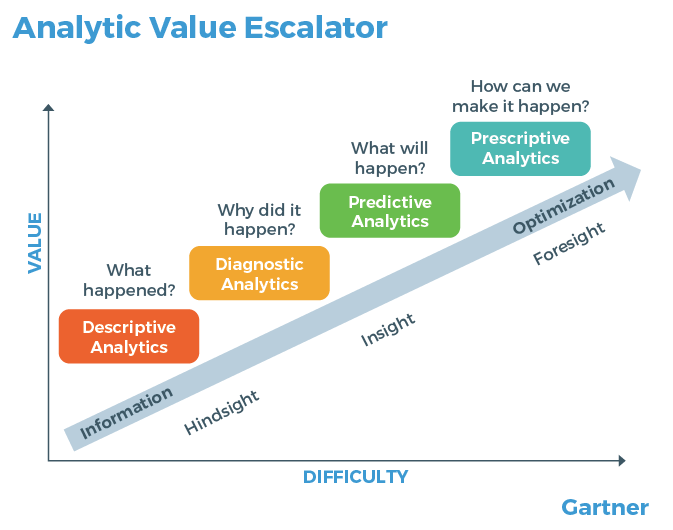 Analytic Value Escalator
How can we
make it happen?
Prescriptive
Analytics
What will
happen?
Predictive
Analytics
Why did it
happen?
Diagnostic
Analytics
What
happened?
Descriptive
Analytics
VALUE
Information
Optimization
Hindsight
Insight
Foresight
DIFFICULTY
Gartner